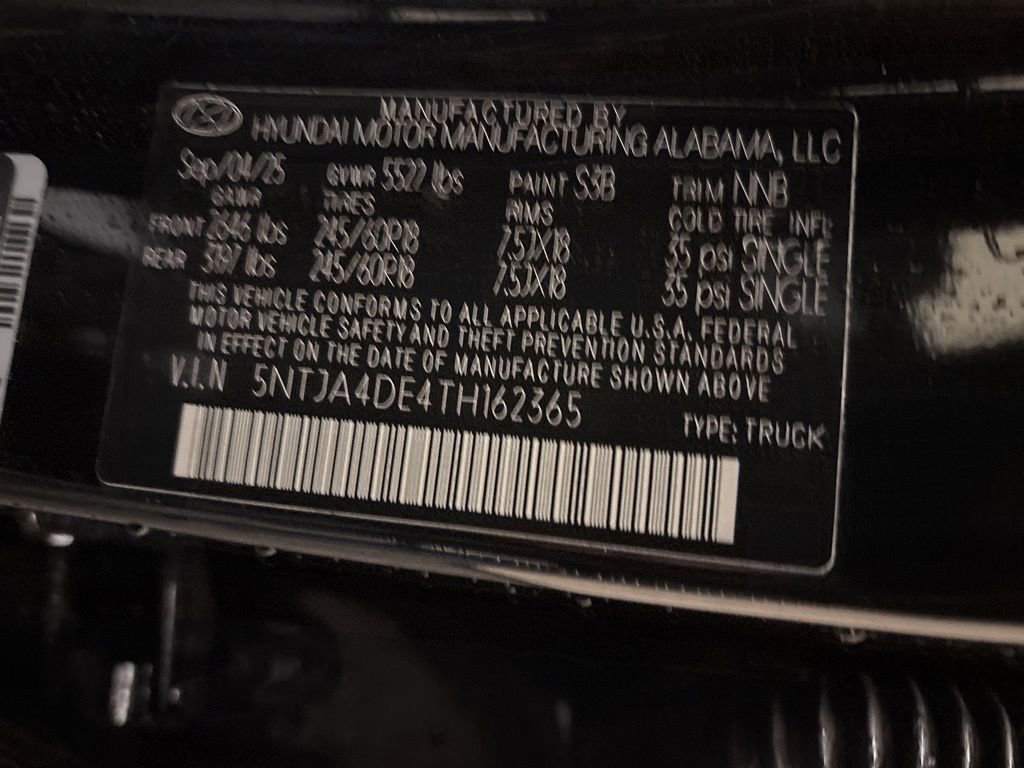 MANUFACTURED BY
HYUNDAI MOTOR MANUFACTURING ALABAMA, LLC
Sep/04/25 GVWR 5522 lbs PAINT S3B TRIM NNB
GAWR TIRES RIMS COLD TIRE INFL
FRONT 2646 lbs 245/60R18 7.5JX18 35 psi SINGLE
REAR lbs 245/60R18 7.5JX18 35 psi SINGLE
THIS VEHICLE CONFORMS TO ALL APPLICABLE U.S.A. FEDERAL
MOTOR VEHICLE SAFETY AND THEFT PREVENTION STANDARDS
IN EFFECT ON THE DATE OF MANUFACTURE SHOWN ABOVE
V.I.N 5NTJA4DE4TH162365 TYPE: TRUCK